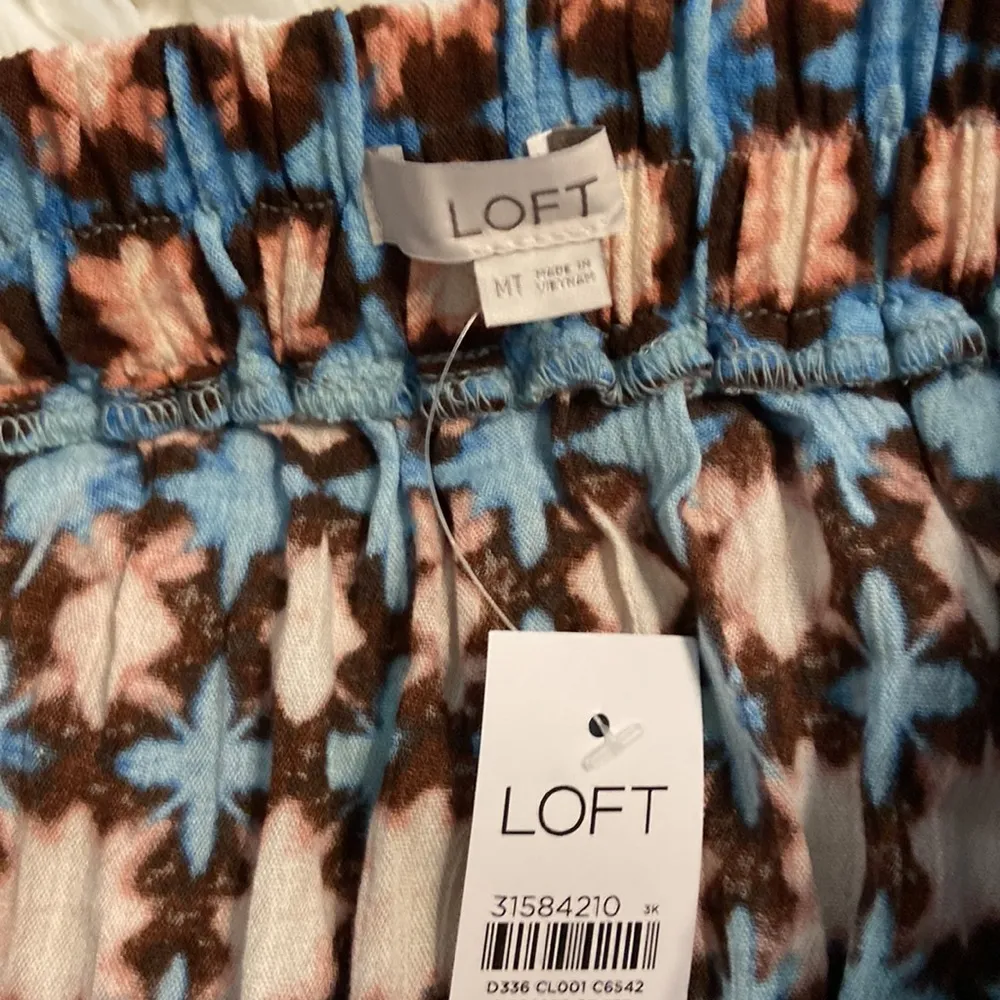 LOFT
MT
MADE IN
VIETNAM
LOFT
31584210 3K
D336 CL001 C6542